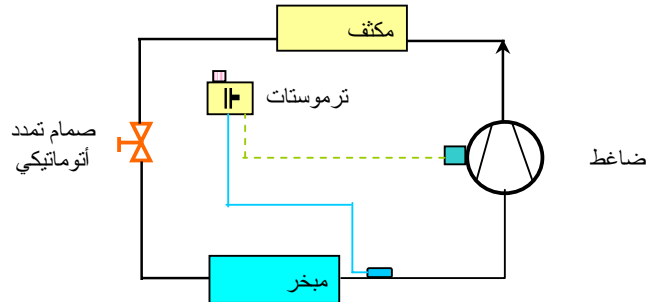 مكثف
ترموستات
صمام تمدد
أتوماتيكي
ضاغط
مبخر